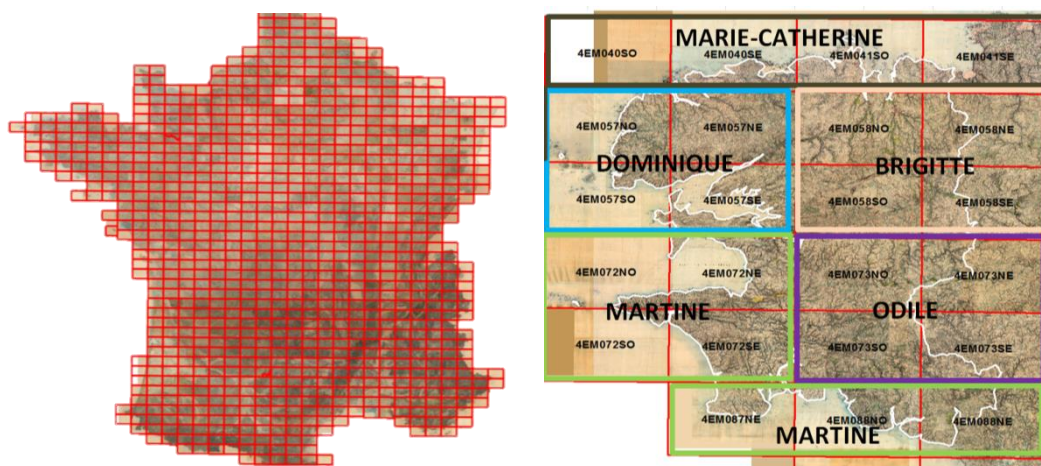 MARIE-CATHERINE
4EM040SO 4EM040SE 4EM041SO 4EM041SE
4EM057NO 4EM057NE 4EM058NO 4EM058NE
DOMINIQUE BRIGITTE
4EM057SO 4EM057SE 4EM058SO 4EM058SE
4EM072NO 4EM072NE 4EM073NO 4EM073NE
MARTINE ODILE
4EM072SO 4EM072SE 4EM073SO 4EM073SE
4EM087NE 4EM088NO 4EM088NE
MARTINE